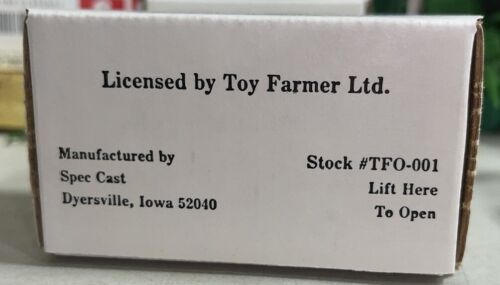 Licensed by Toy Farmer Ltd.
Manufactured by
Spec Cast
Dyersville, Iowa 52040
Stock #TFO-001
Lift Here
To Open